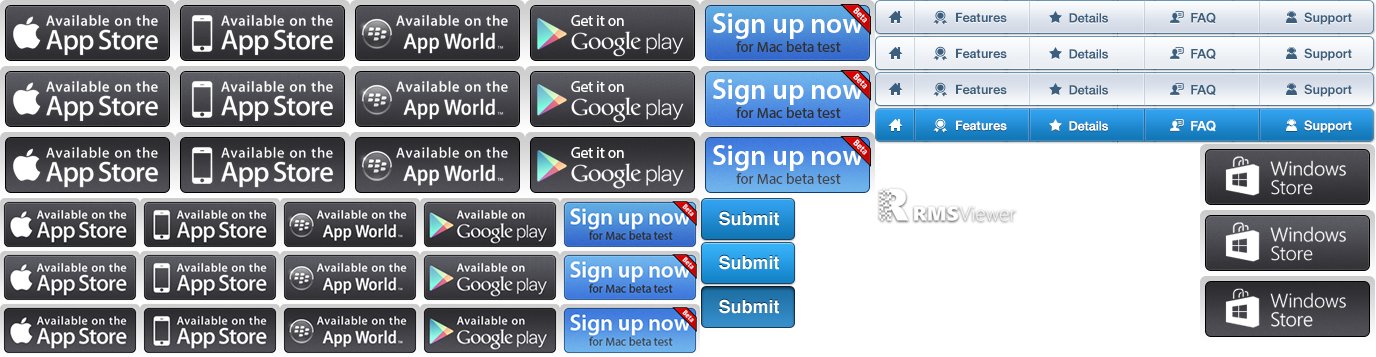 Available on the App Store
Available on the App Store
Available on the App World™
Get it on Google play
Sign up now for Mac beta test Beta
Features Details FAQ Support
Features Details FAQ Support
Available on the App Store
Available on the App Store
Available on the App World™
Get it on Google play
Sign up now for Mac beta test Beta
Features Details FAQ Support
Features Details FAQ Support
Available on the App Store
Available on the App Store
Available on the App World™
Get it on Google play
Sign up now for Mac beta test Beta
Windows Store
RMSViewer
Available on the App Store
Available on the App Store
Available on the App World™
Available on Google play
Sign up now for Mac beta test Beta
Submit
Windows Store
Available on the App Store
Available on the App Store
Available on the App World™
Available on Google play
Sign up now for Mac beta test Beta
Submit
Available on the App Store
Available on the App Store
Available on the App World™
Available on Google play
Sign up now for Mac beta test Beta
Submit
Windows Store